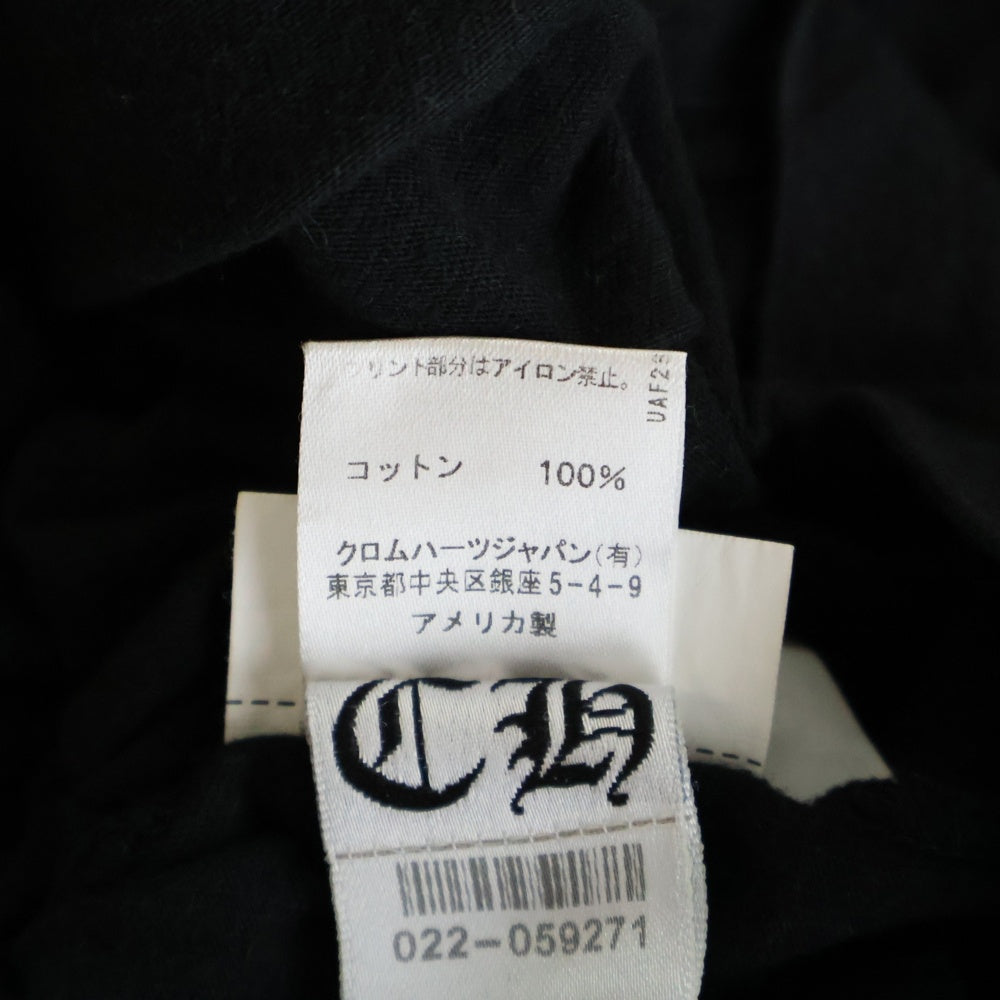 プリント部分はアイロン禁止。
UAF2
コットン 100%
クロムハーツジャパン(有)
東京都中央区銀座5-4-9
アメリカ製
CH
022-059271